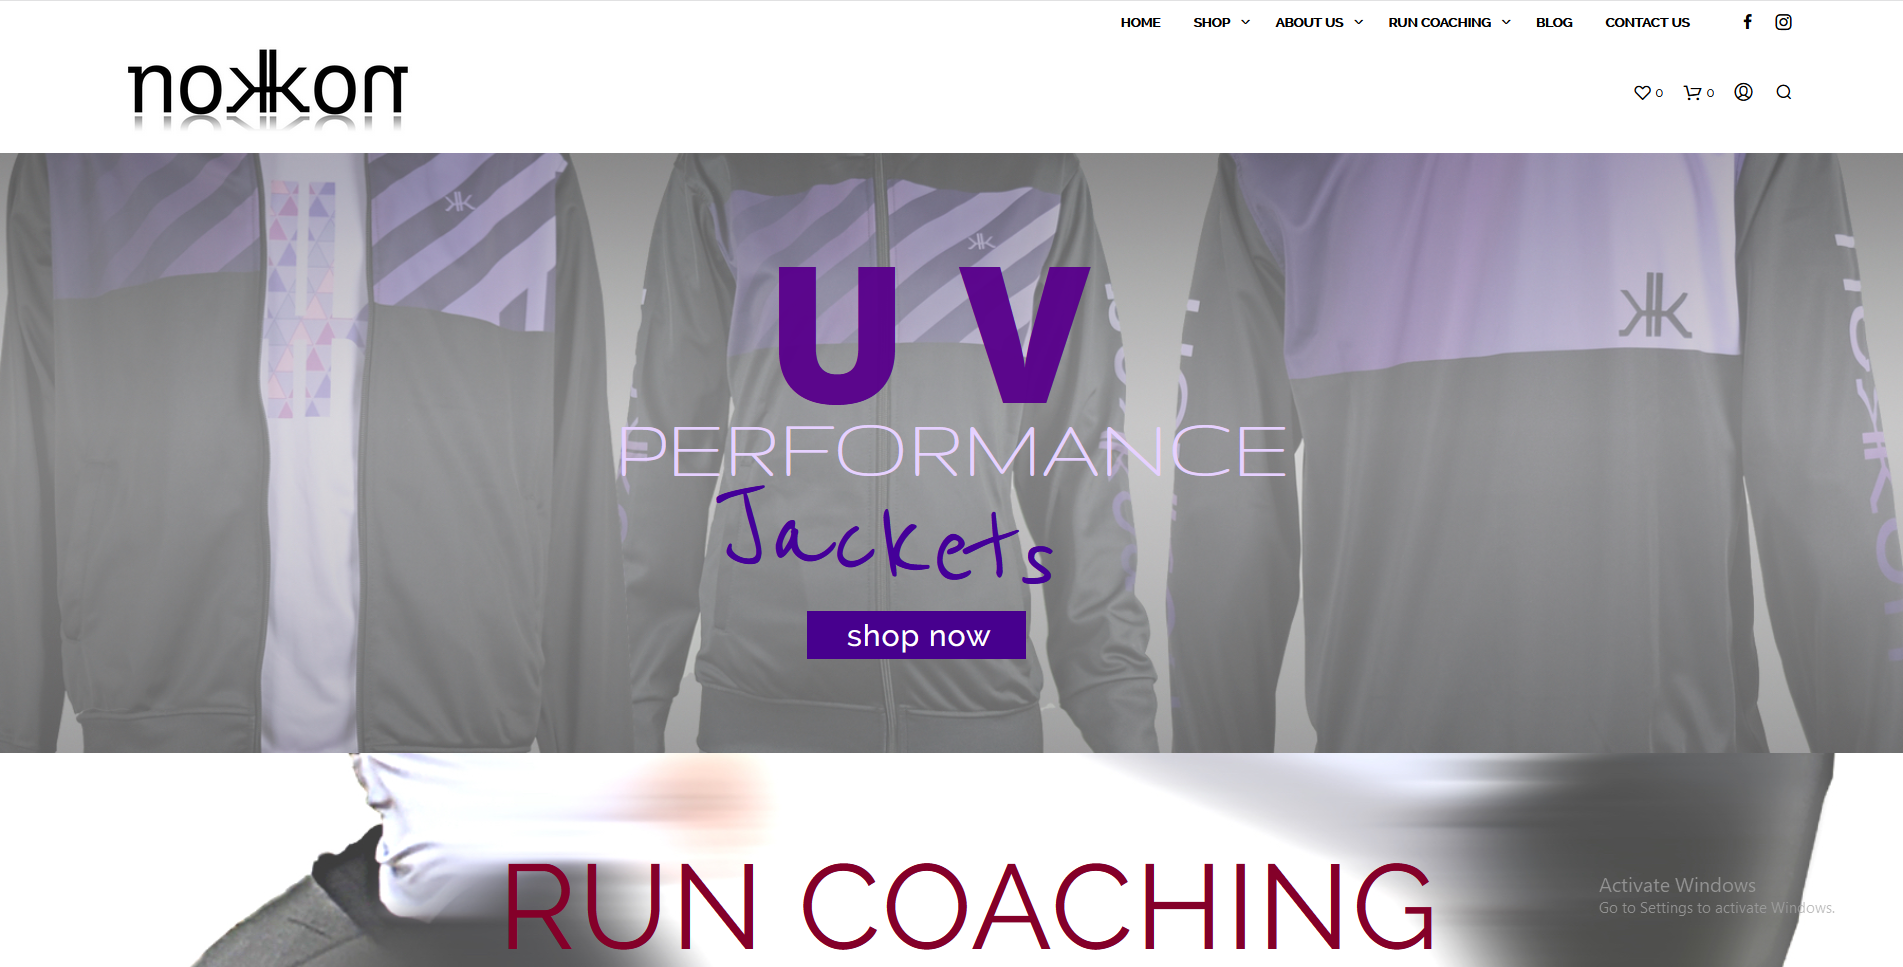 HOME SHOP ABOUT US RUN COACHING BLOG CONTACT US
nokkon
0 0
UV
PERFORMANCE
Jackets
shop now
RUN COACHING
Activate Windows
Go to Settings to activate Windows.